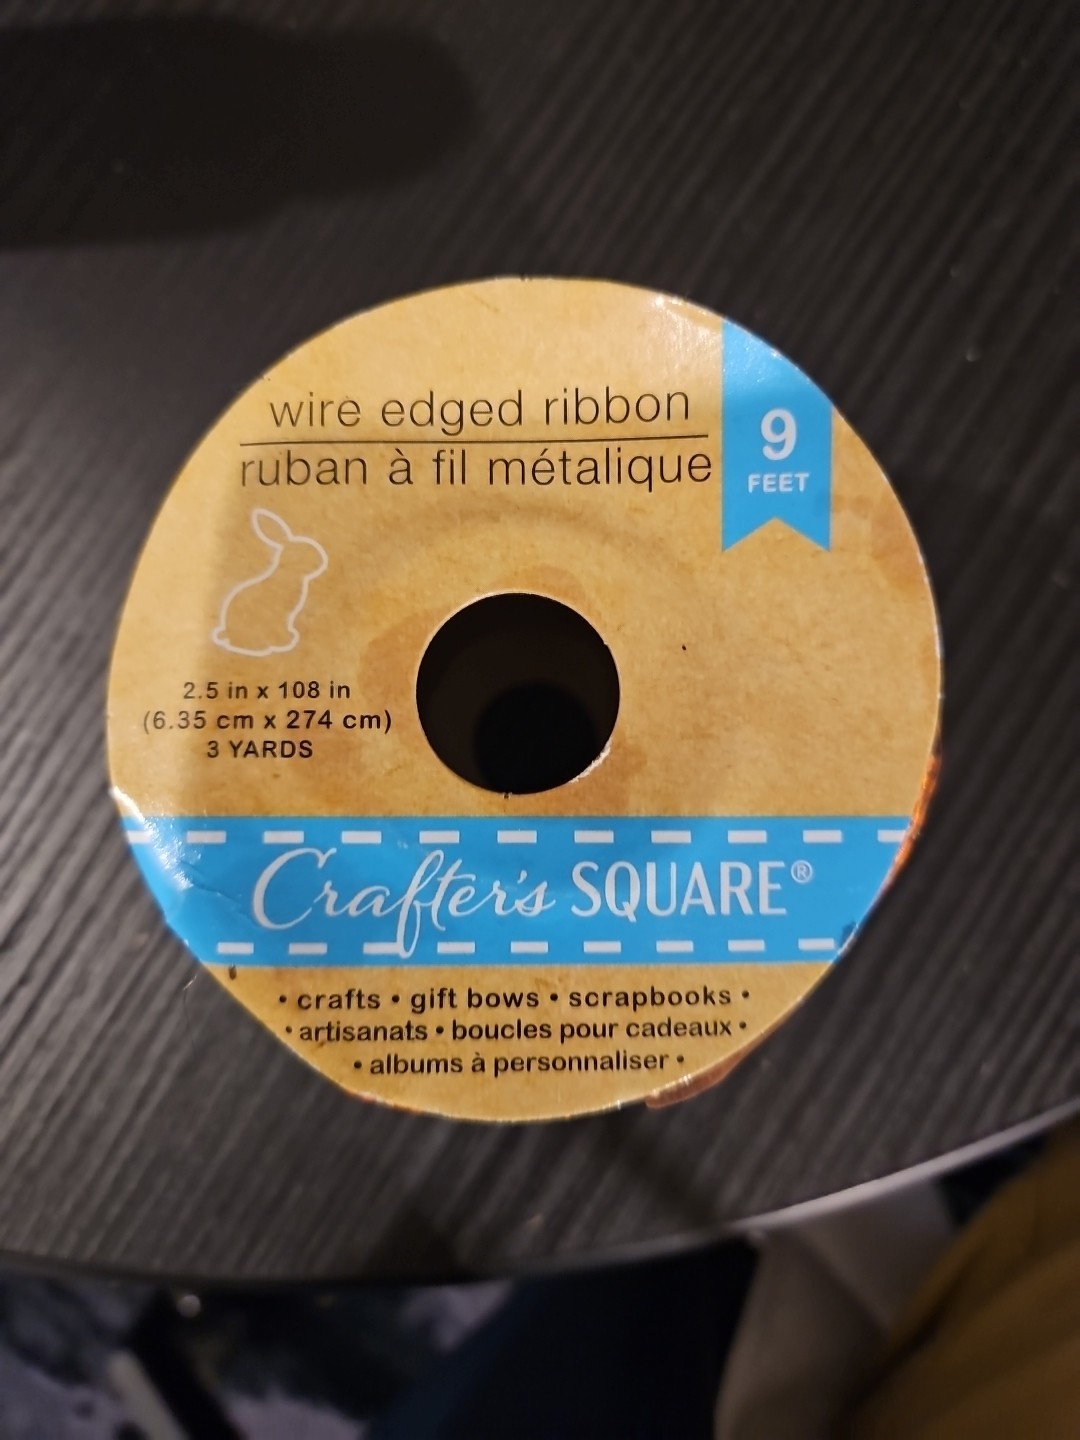 wire edged ribbon
ruban à fil métalique
9
FEET
2.5 in x 108 in
(6.35 cm x 274 cm)
3 YARDS
Crafter's SQUARE®
• crafts • gift bows • scrapbooks •
• artisanats • boucles pour cadeaux •
• albums à personnaliser •